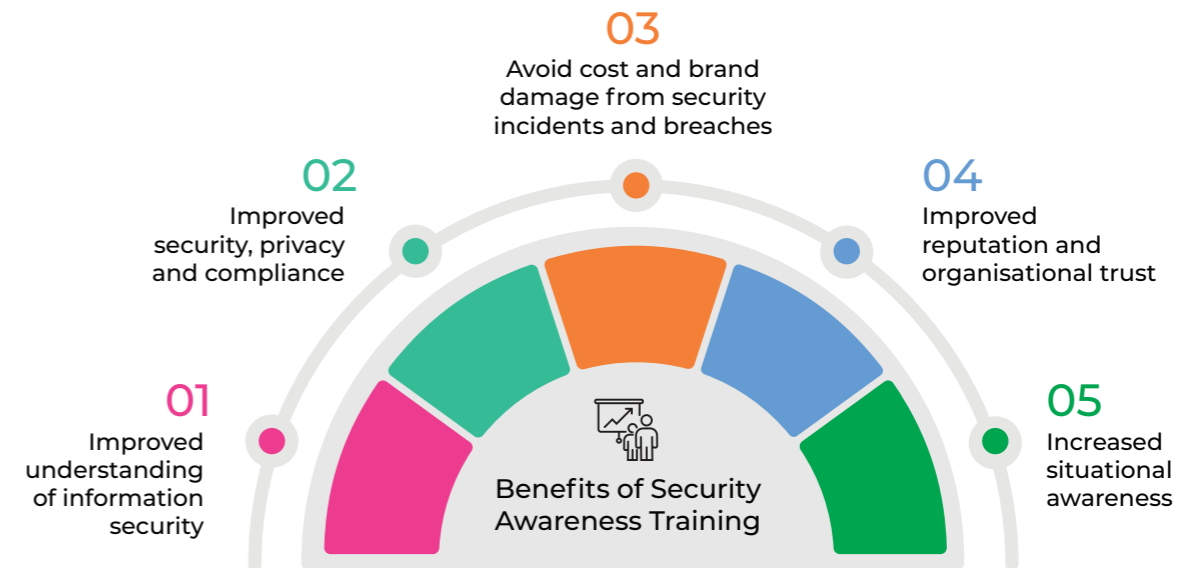 01
Improved
understanding
of information
security
02
Improved
security, privacy
and compliance
03
Avoid cost and brand
damage from security
incidents and breaches
04
Improved
reputation and
organisational trust
05
Increased
situational
awareness
Benefits of Security
Awareness Training